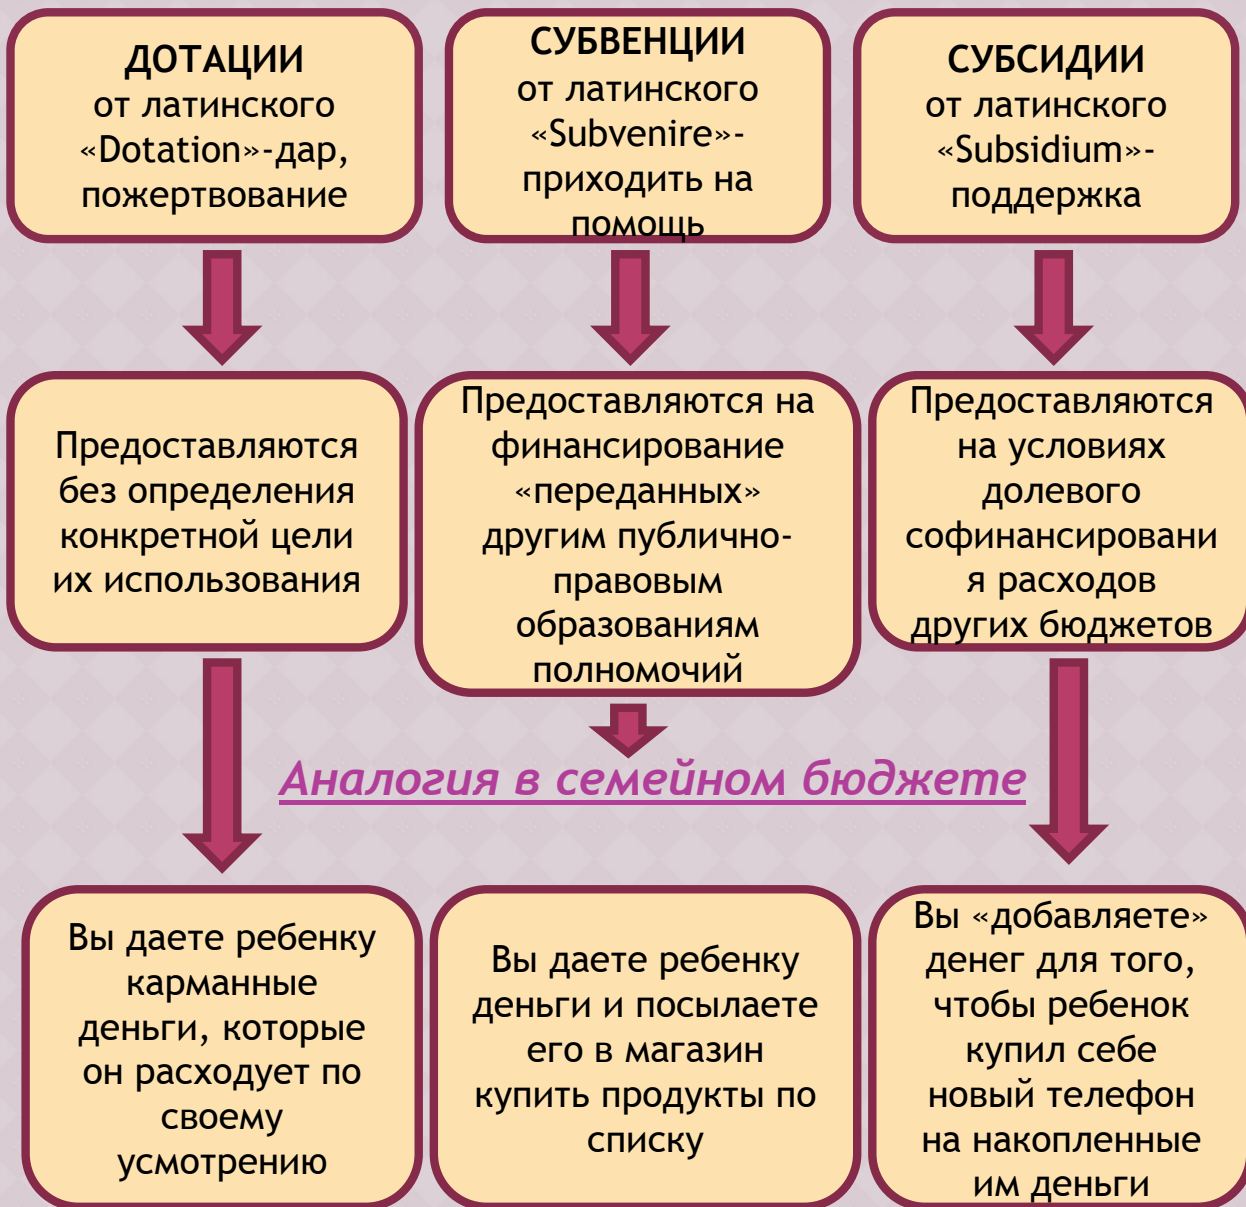 ДОТАЦИИ
от латинского
«Dotation»-дар,
пожертвование
СУБВЕНЦИИ
от латинского
«Subvenire»-
приходить на
помощь
СУБСИДИИ
от латинского
«Subsidium»-
поддержка
Предоставляются
без определения
конкретной цели
их использования
Предоставляются на
финансирование
«переданных»
другим публично-
правовым
образованиям
полномочий
Предоставляются
на условиях
долевого
софинансировани
я расходов
других бюджетов
Аналогия в семейном бюджете
Вы даете ребенку
карманные
деньги, которые
он расходует по
своему
усмотрению
Вы даете ребенку
деньги и посылаете
его в магазин
купить продукты по
списку
Вы «добавляете»
денег для того,
чтобы ребенок
купил себе
новый телефон
на накопленные
им деньги